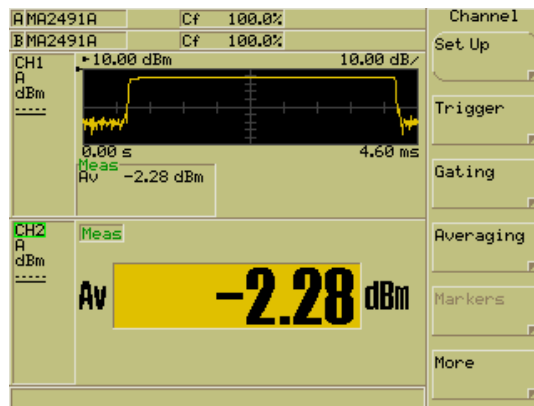 A MA2491A Cf 100.0%
B MA2491A Cf 100.0%
CH1
A
dBm
10.00 dBm 10.00 dB/
0.00 s 4.60 ms
Meas
Av -2.28 dBm
CH2
A
dBm
Meas
Av -2.28 dBm
Channel
Set Up
Trigger
Gating
Averaging
Markers
More